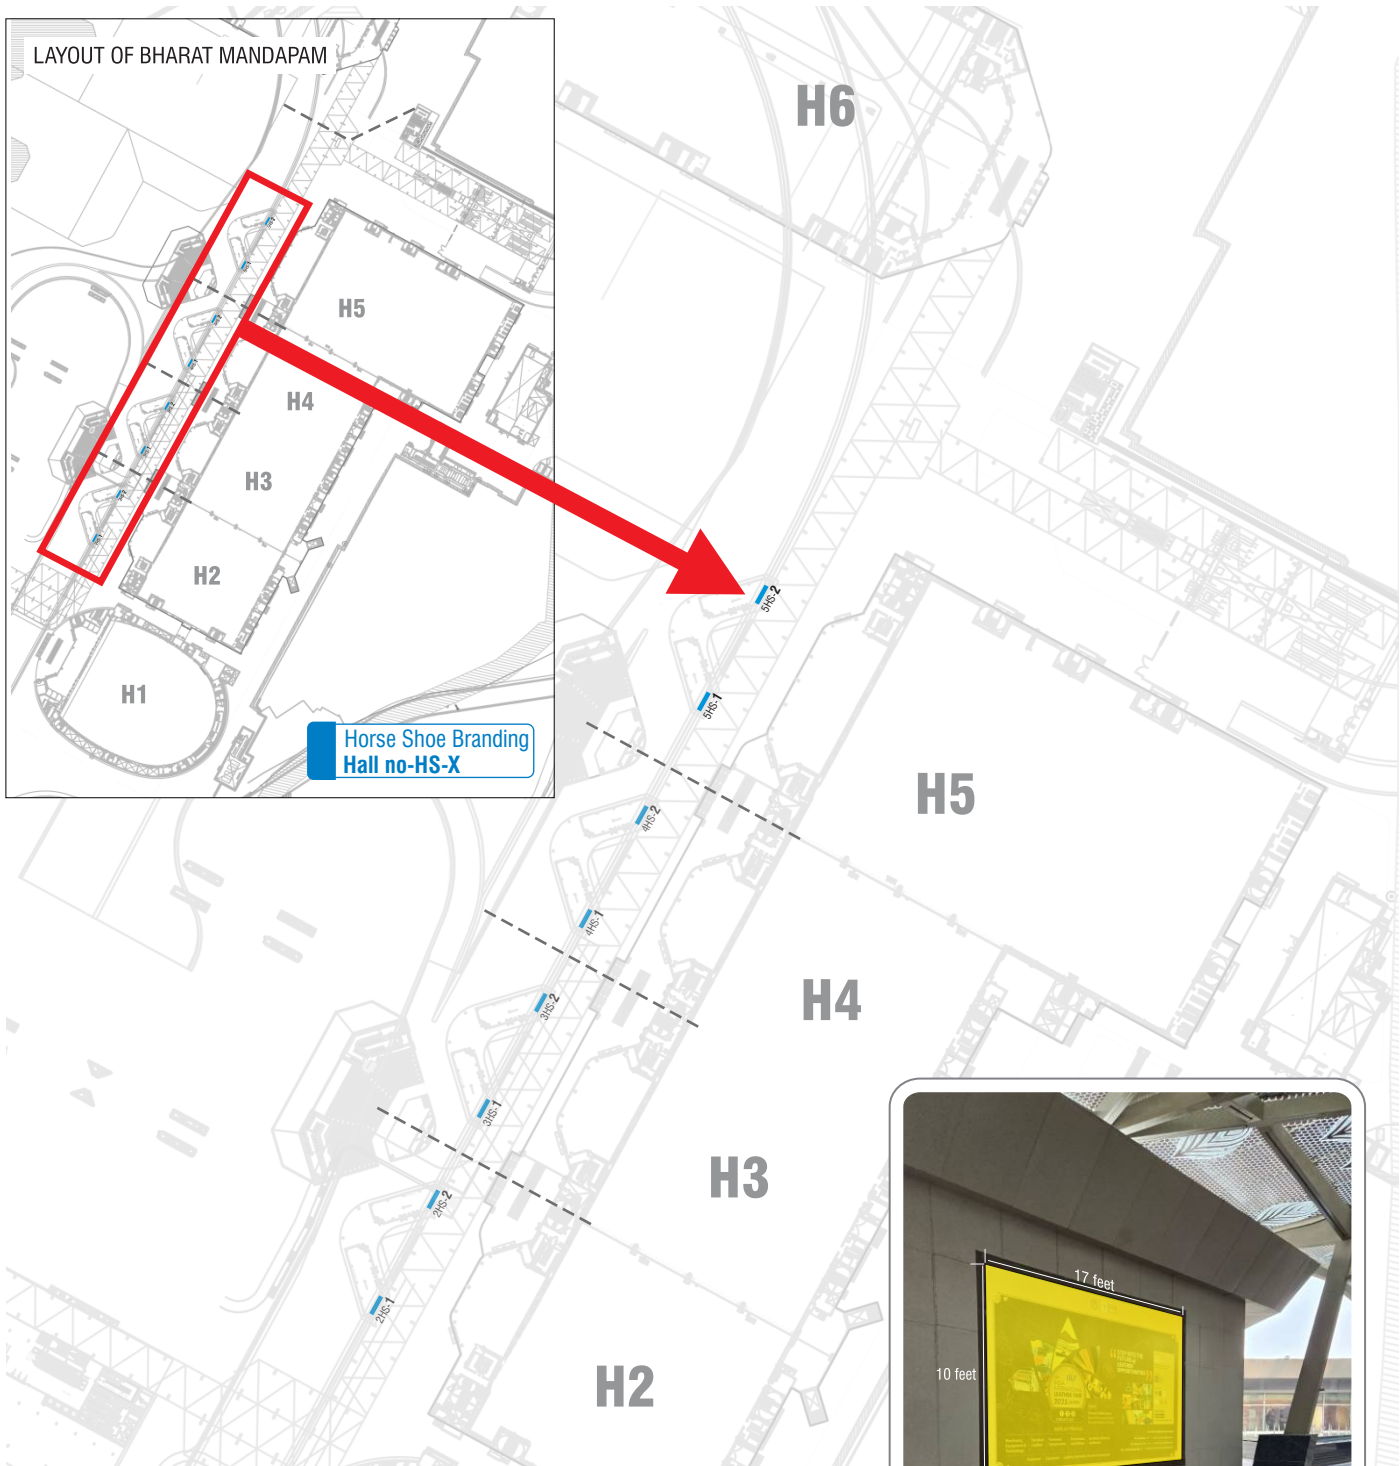 LAYOUT OF BHARAT MANDAPAM
H5
H4
H3
H2
H1
Horse Shoe Branding
Hall no-HS-X
H6
5HS-2
5HS-1
H5
4HS-2
4HS-1
H4
3HS-2
3HS-1
H3
2HS-2
2HS-1
H2
17 feet
10 feet